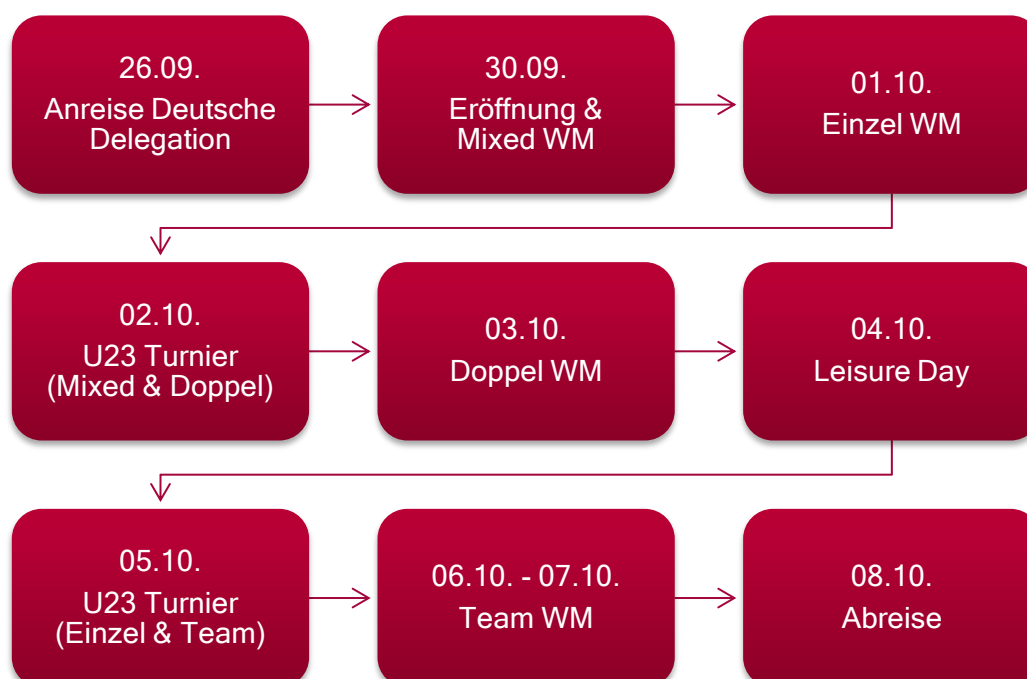 26.09.
Anreise Deutsche
Delegation
30.09.
Eröffnung &
Mixed WM
01.10.
Einzel WM
02.10.
U23 Turnier
(Mixed & Doppel)
03.10.
Doppel WM
04.10.
Leisure Day
05.10.
U23 Turnier
(Einzel & Team)
06.10. - 07.10.
Team WM
08.10.
Abreise